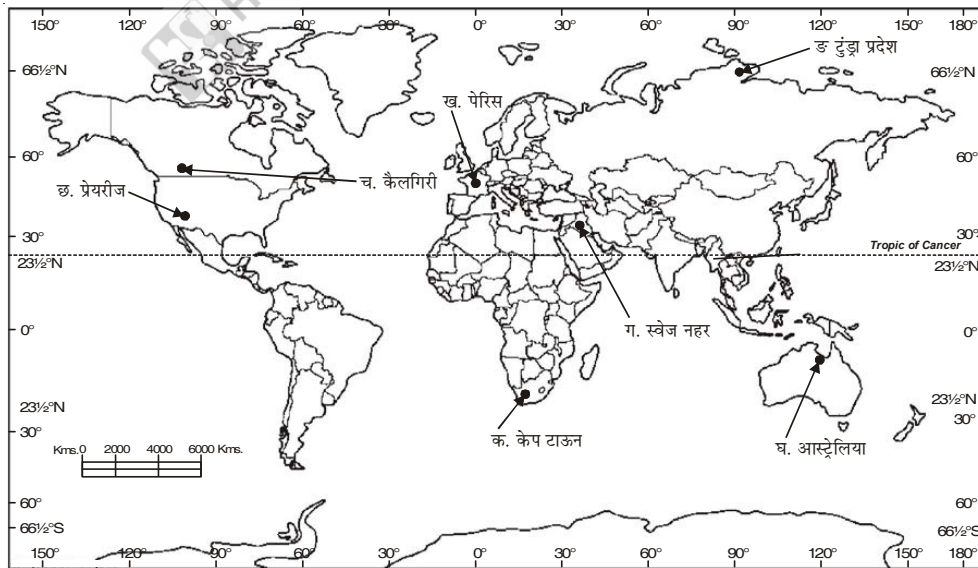 150° 120° 90° 60° 30° 0° 30° 60° 90° 120° 150° 180°
66½°N
66½°N
ङ टुंड्रा प्रदेश
ख. पेरिस
60°
60°
च. कैलगिरी
छ. प्रेयरीज
30°
30°
Tropic of Cancer
23½°N
23½°N
ग. स्वेज नहर
0°
0°
23½°N
23½°N
30°
30°
क. केप टाऊन
घ. आस्ट्रेलिया
Kms. 0 2000 4000 6000 Kms.
60°
60°
66½°S
66½°S
150° 120° 90° 60° 30° 0° 30° 60° 90° 120° 150° 180°